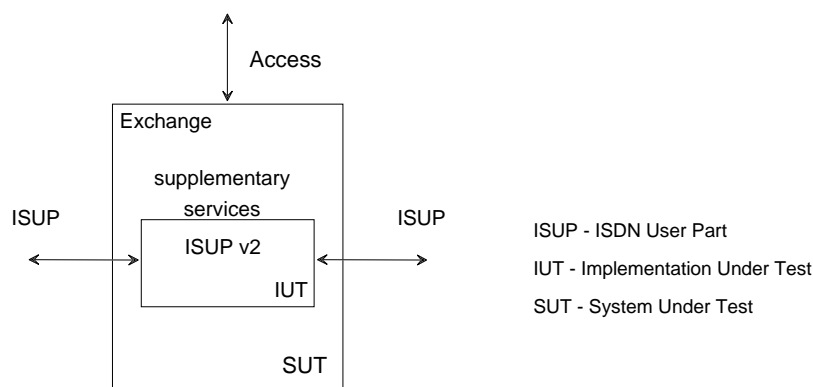 Access
Exchange
supplementary
services
ISUP
ISUP
ISUP v2
IUT
SUT
ISUP - ISDN User Part
IUT - Implementation Under Test
SUT - System Under Test